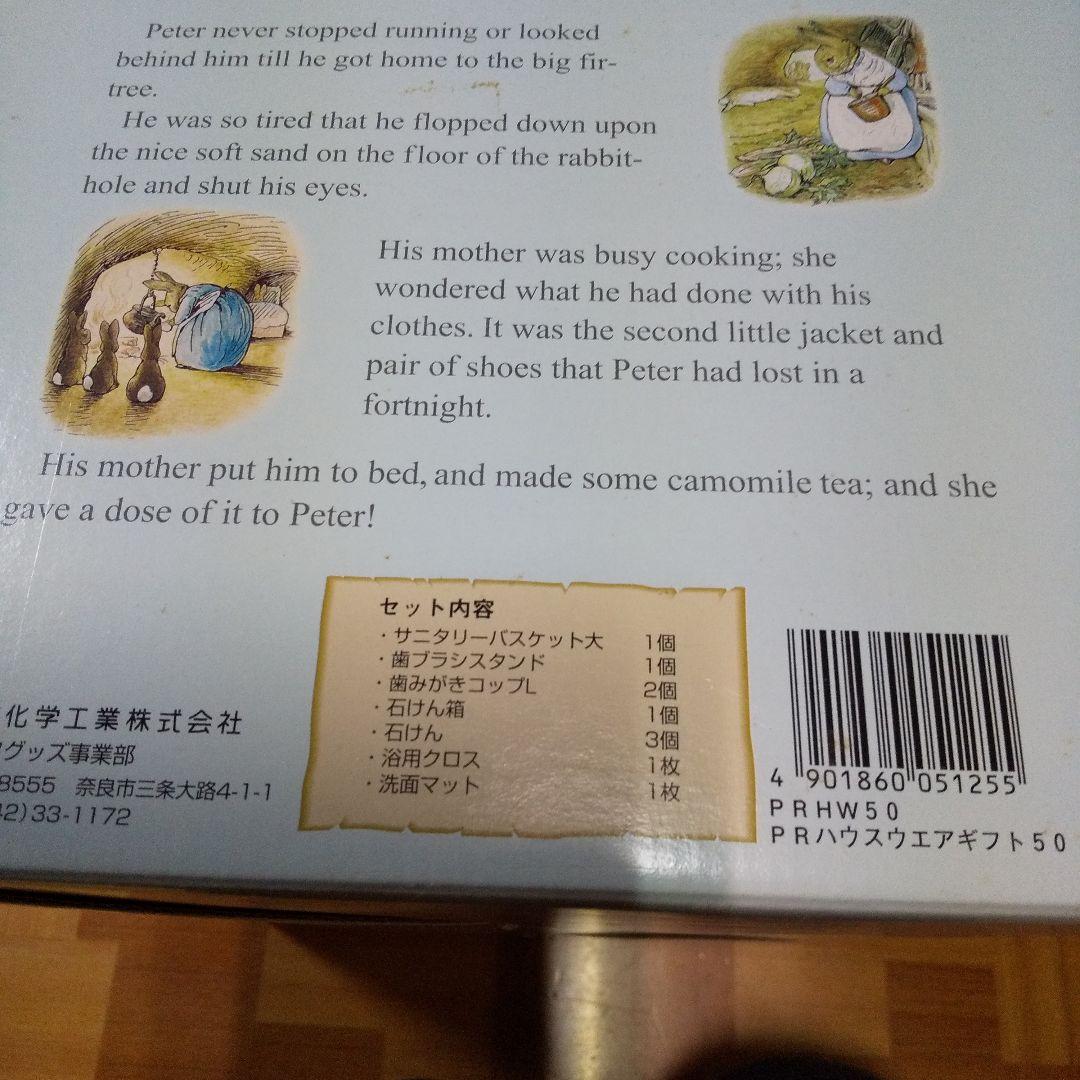 Peter never stopped running or looked
behind him till he got home to the big fir-
tree.
He was so tired that he flopped down upon
the nice soft sand on the floor of the rabbit-
hole and shut his eyes.
His mother was busy cooking; she
wondered what he had done with his
clothes. It was the second little jacket and
pair of shoes that Peter had lost in a
fortnight.
His mother put him to bed, and made some camomile tea; and she
gave a dose of it to Peter!
セット内容
・サニタリーバスケット大 1個
・歯ブラシスタンド 1個
・歯みがきコップL 2個
・石けん箱 1個
・石けん 3個
・浴用クロス 1枚
・洗面マット 1枚
化学工業株式会社
グッズ事業部
8555 奈良市三条大路4-1-1
42)33-1172
4 901860 051255
PRHW50
PRハウスウエアギフト50